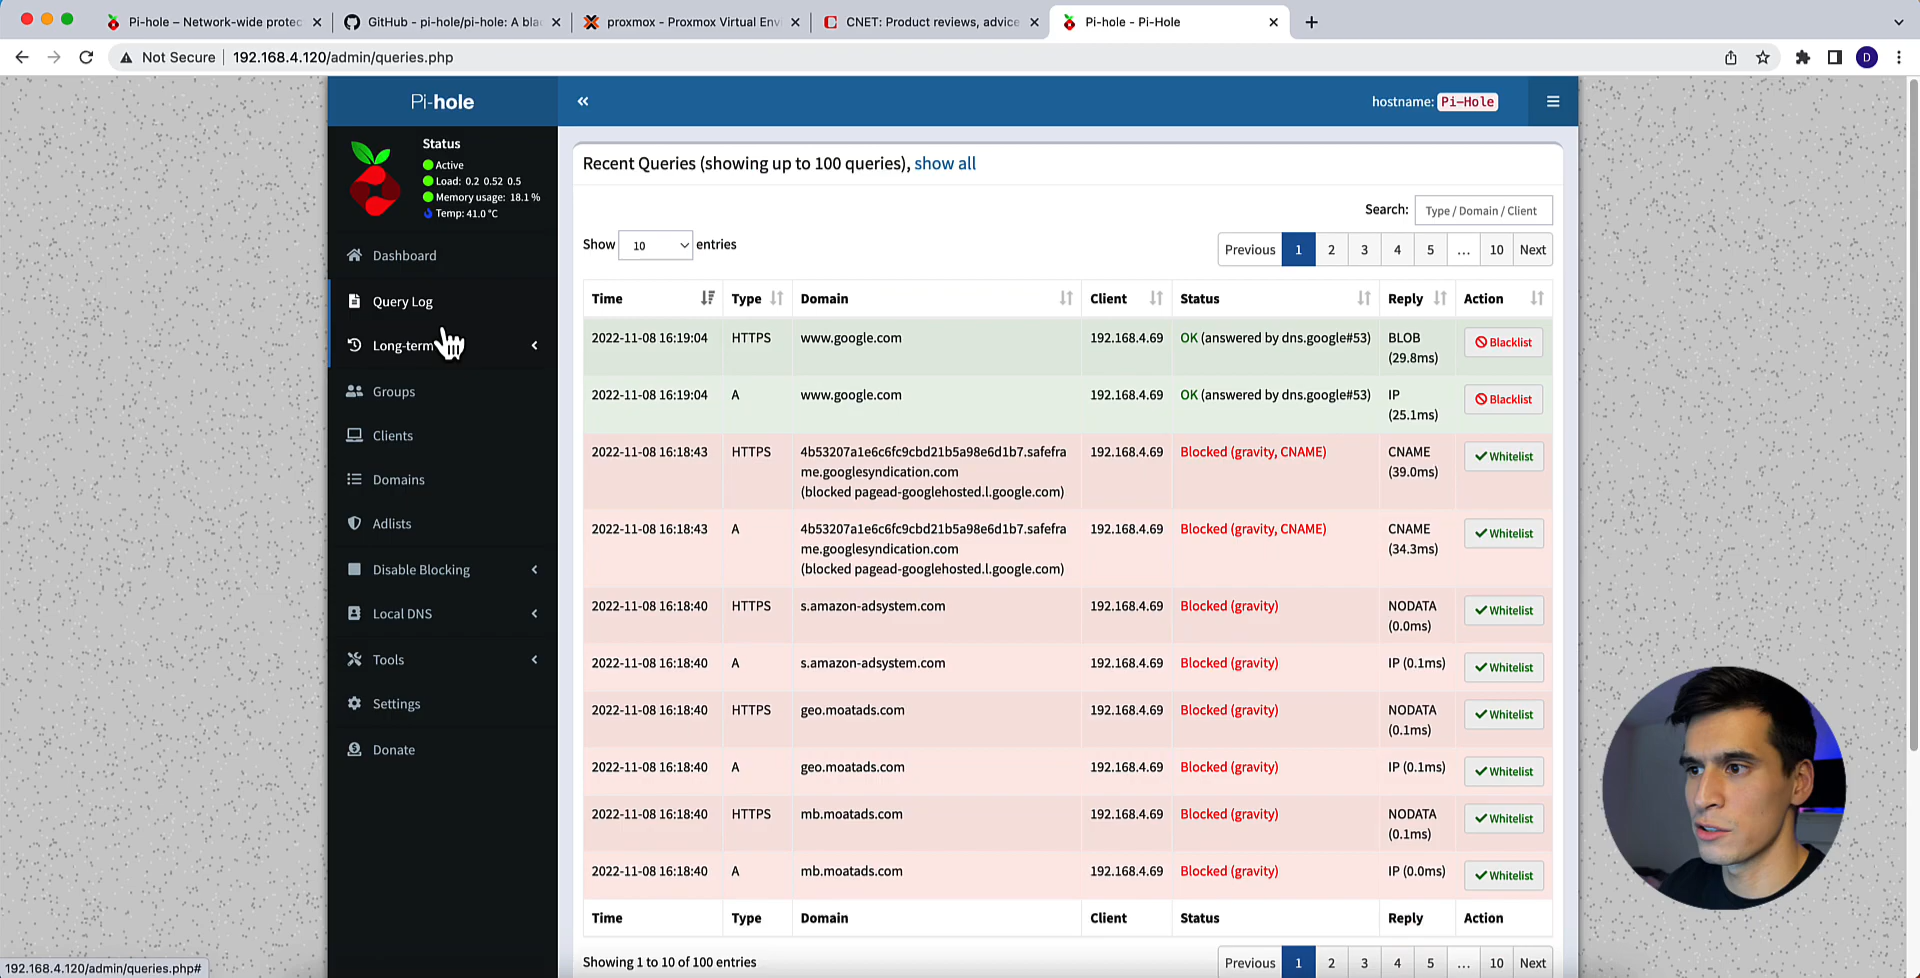 Pi-hole – Network-wide protec
GitHub - pi-hole/pi-hole: A bla
proxmox - Proxmox Virtual Envi
CNET: Product reviews, advice
Pi-hole - Pi-Hole
Not Secure
192.168.4.120/admin/queries.php
D
Pi-hole
hostname: Pi-Hole
Status
Active
Load: 0.2 0.52 0.5
Memory usage: 18.1 %
Temp: 41.0 °C
Dashboard
Query Log
Long-term
Groups
Clients
Domains
Adlists
Disable Blocking
Local DNS
Tools
Settings
Donate
Recent Queries (showing up to 100 queries), show all
Search: Type / Domain / Client
Show 10 entries
Previous 1 2 3 4 5 … 10 Next
Time Type Domain Client Status Reply Action
2022-11-08 16:19:04 HTTPS www.google.com 192.168.4.69 OK (answered by dns.google#53) BLOB Blacklist
(29.8ms)
2022-11-08 16:19:04 A www.google.com 192.168.4.69 OK (answered by dns.google#53) IP Blacklist
(25.1ms)
2022-11-08 16:18:43 HTTPS 4b53207a1e6c6fc9cbd21b5a98e6d1b7.safefra 192.168.4.69 Blocked (gravity, CNAME) CNAME Whitelist
me.googlesyndication.com (39.0ms)
(blocked pagead-googlehosted.l.google.com)
2022-11-08 16:18:43 A 4b53207a1e6c6fc9cbd21b5a98e6d1b7.safefra 192.168.4.69 Blocked (gravity, CNAME) CNAME Whitelist
me.googlesyndication.com (34.3ms)
(blocked pagead-googlehosted.l.google.com)
2022-11-08 16:18:40 HTTPS s.amazon-adsystem.com 192.168.4.69 Blocked (gravity) NODATA Whitelist
(0.0ms)
2022-11-08 16:18:40 A s.amazon-adsystem.com 192.168.4.69 Blocked (gravity) IP (0.1ms) Whitelist
2022-11-08 16:18:40 HTTPS geo.moatads.com 192.168.4.69 Blocked (gravity) NODATA Whitelist
(0.1ms)
2022-11-08 16:18:40 A geo.moatads.com 192.168.4.69 Blocked (gravity) IP (0.1ms) Whitelist
2022-11-08 16:18:40 HTTPS mb.moatads.com 192.168.4.69 Blocked (gravity) NODATA Whitelist
(0.1ms)
2022-11-08 16:18:40 A mb.moatads.com 192.168.4.69 Blocked (gravity) IP (0.0ms) Whitelist
Time Type Domain Client Status Reply Action
Showing 1 to 10 of 100 entries
Previous 1 2 3 4 5 … 10 Next
192.168.4.120/admin/queries.php#